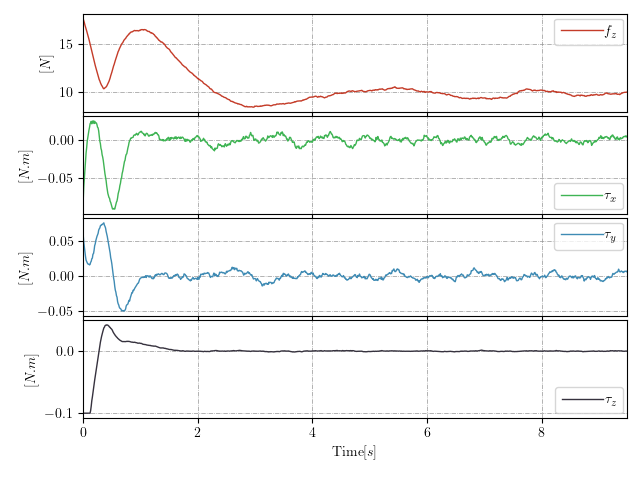 15
10
[N]
f_z
0.00
−0.05
[N.m]
τ_x
0.05
0.00
−0.05
[N.m]
τ_y
0.0
−0.1
[N.m]
τ_z
0 2 4 6 8
Time[s]